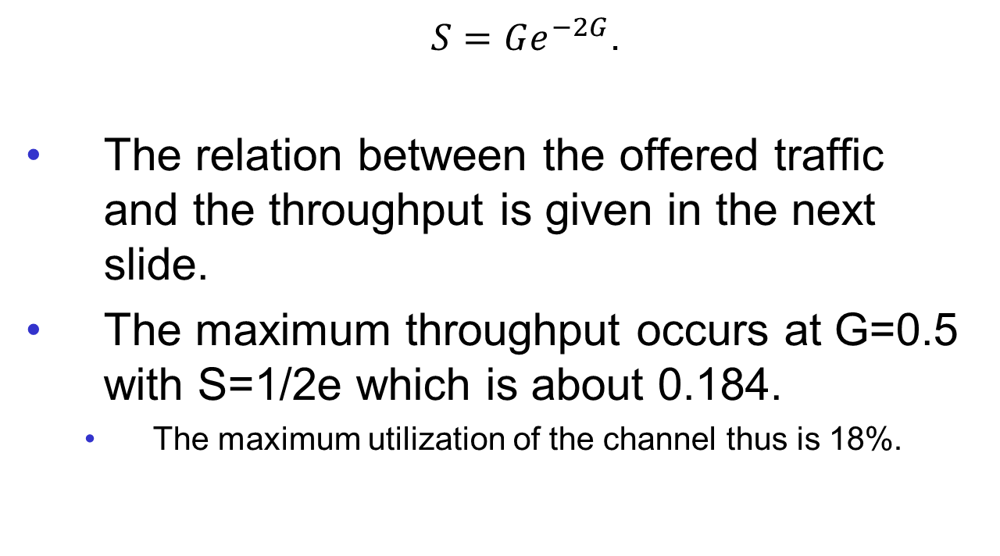 S = Ge^{-2G}.
• The relation between the offered traffic
and the throughput is given in the next
slide.
• The maximum throughput occurs at G=0.5
with S=1/2e which is about 0.184.
• The maximum utilization of the channel thus is 18%.